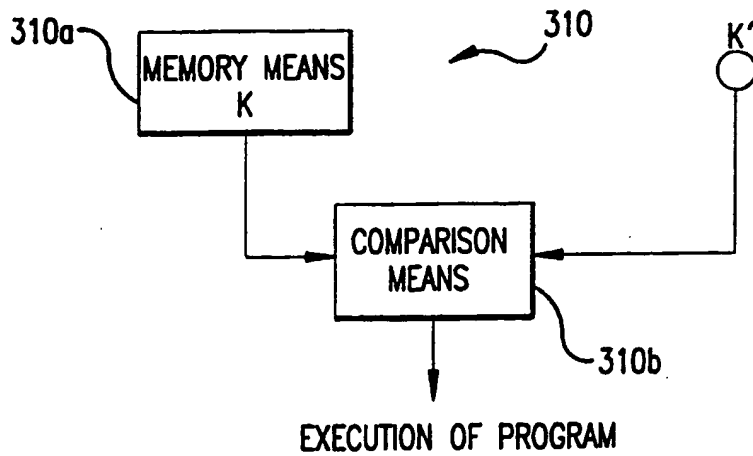 310a
MEMORY MEANS
K
310
K'
COMPARISON
MEANS
310b
EXECUTION OF PROGRAM